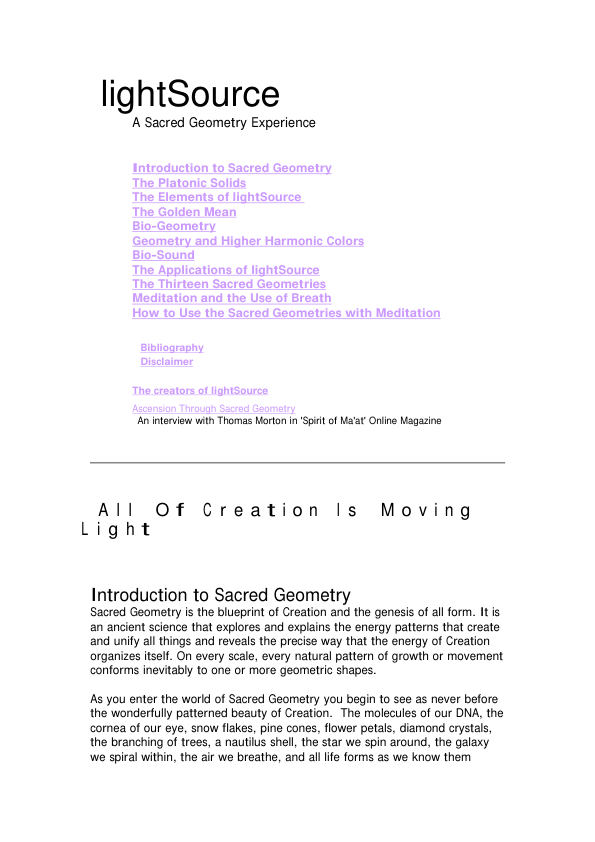 lightSource
A Sacred Geometry Experience
Introduction to Sacred Geometry
The Platonic Solids
The Elements of lightSource
The Golden Mean
Bio-Geometry
Geometry and Higher Harmonic Colors
Bio-Sound
The Applications of lightSource
The Thirteen Sacred Geometries
Meditation and the Use of Breath
How to Use the Sacred Geometries with Meditation
Bibliography
Disclaimer
The creators of lightSource
Ascension Through Sacred Geometry
An interview with Thomas Morton in 'Spirit of Ma'at' Online Magazine
All Of Creation Is Moving
Light
Introduction to Sacred Geometry
Sacred Geometry is the blueprint of Creation and the genesis of all form. It is
an ancient science that explores and explains the energy patterns that create
and unify all things and reveals the precise way that the energy of Creation
organizes itself. On every scale, every natural pattern of growth or movement
conforms inevitably to one or more geometric shapes.
As you enter the world of Sacred Geometry you begin to see as never before
the wonderfully patterned beauty of Creation.  The molecules of our DNA, the
cornea of our eye, snow flakes, pine cones, flower petals, diamond crystals,
the branching of trees, a nautilus shell, the star we spin around, the galaxy
we spiral within, the air we breathe, and all life forms as we know them